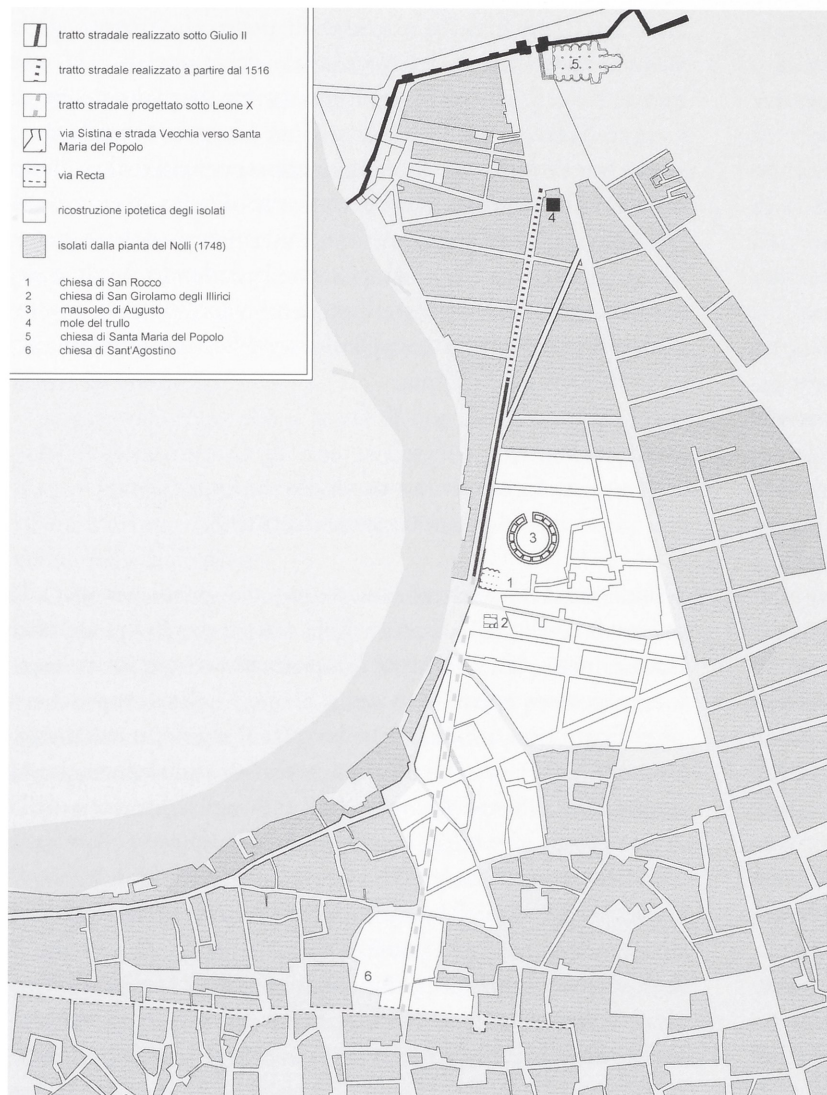 tratto stradale realizzato sotto Giulio II
tratto stradale realizzato a partire dal 1516
tratto stradale progettato sotto Leone X
via Sistina e strada Vecchia verso Santa
Maria del Popolo
via Recta
ricostruzione ipotetica degli isolati
isolati dalla pianta del Nolli (1748)
1 chiesa di San Rocco
2 chiesa di San Girolamo degli Illirici
3 mausoleo di Augusto
4 mole del trullo
5 chiesa di Santa Maria del Popolo
6 chiesa di Sant'Agostino
5
4
3
1
2
6